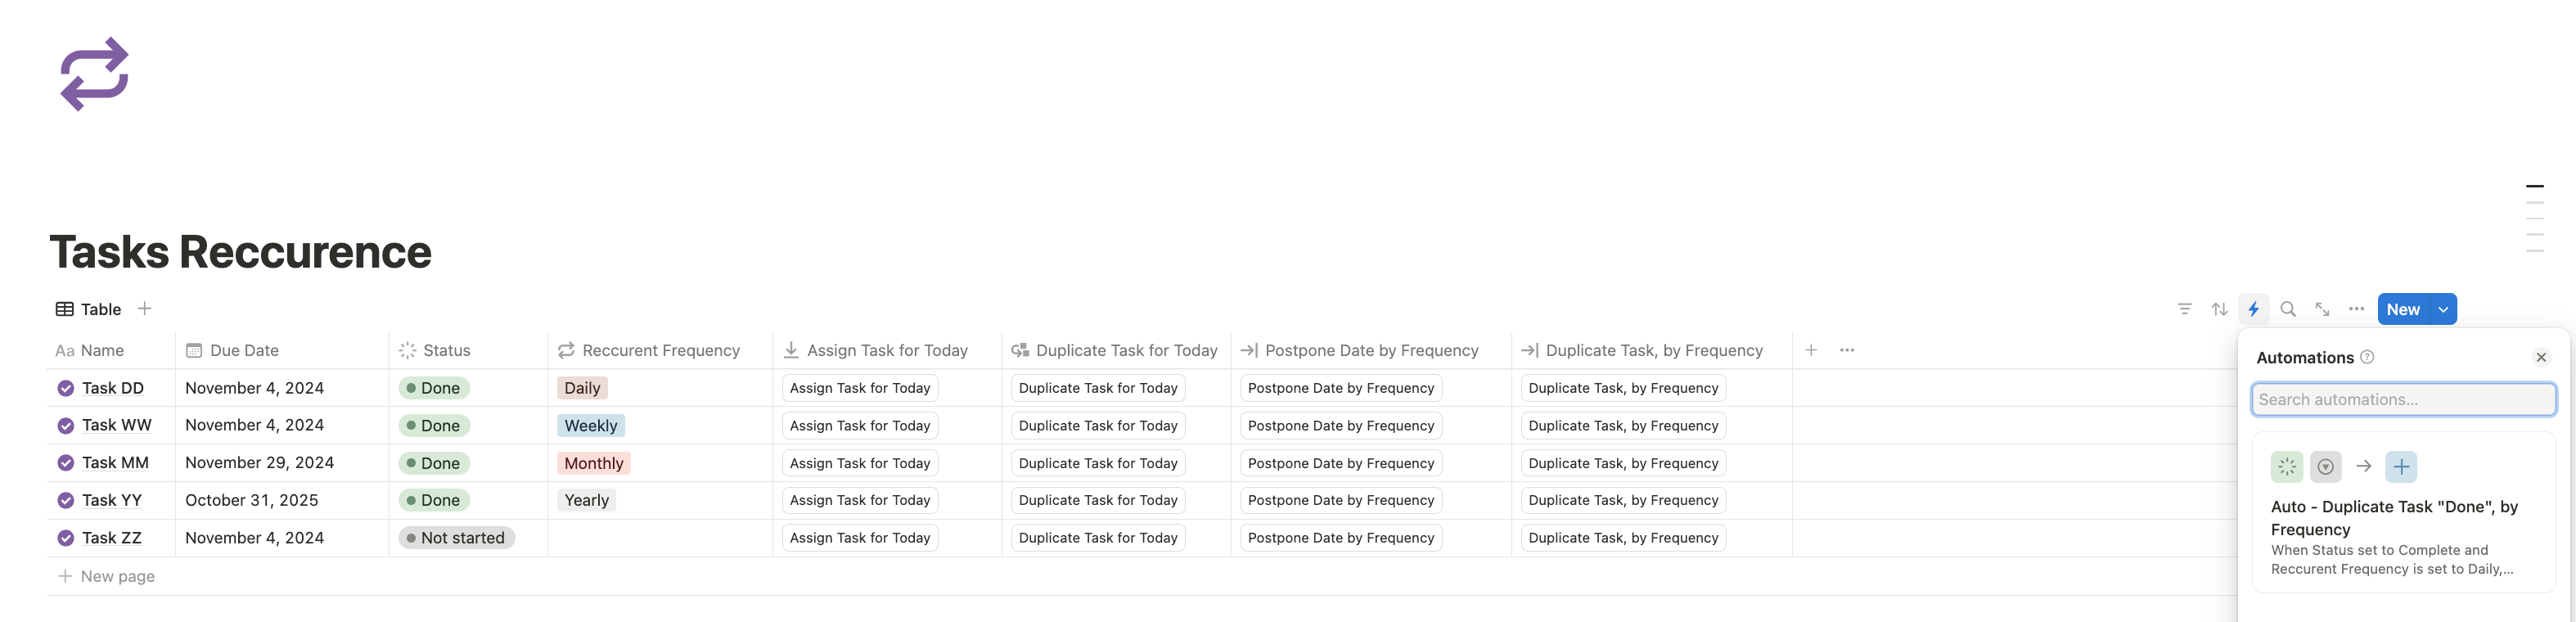 Tasks Reccurence
Table
New
Aa Name Due Date Status Reccurent Frequency Assign Task for Today Duplicate Task for Today Postpone Date by Frequency Duplicate Task, by Frequency
Task DD November 4, 2024 Done Daily Assign Task for Today Duplicate Task for Today Postpone Date by Frequency Duplicate Task, by Frequency
Task WW November 4, 2024 Done Weekly Assign Task for Today Duplicate Task for Today Postpone Date by Frequency Duplicate Task, by Frequency
Task MM November 29, 2024 Done Monthly Assign Task for Today Duplicate Task for Today Postpone Date by Frequency Duplicate Task, by Frequency
Task YY October 31, 2025 Done Yearly Assign Task for Today Duplicate Task for Today Postpone Date by Frequency Duplicate Task, by Frequency
Task ZZ November 4, 2024 Not started Assign Task for Today Duplicate Task for Today Postpone Date by Frequency Duplicate Task, by Frequency
New page
Automations
Search automations...
Auto - Duplicate Task "Done", by
Frequency
When Status set to Complete and
Reccurent Frequency is set to Daily,...